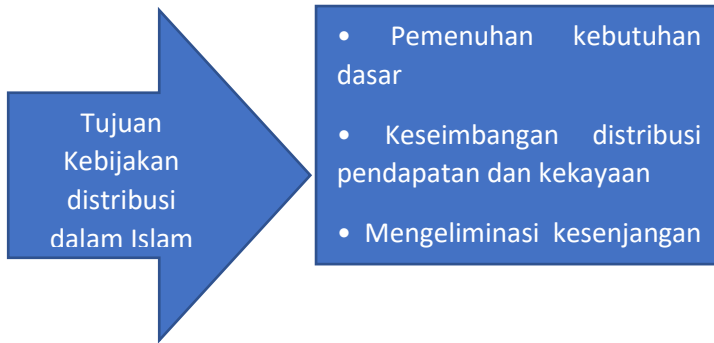 Tujuan
Kebijakan
distribusi
dalam Islam
• Pemenuhan kebutuhan
dasar
• Keseimbangan distribusi
pendapatan dan kekayaan
• Mengeliminasi kesenjangan